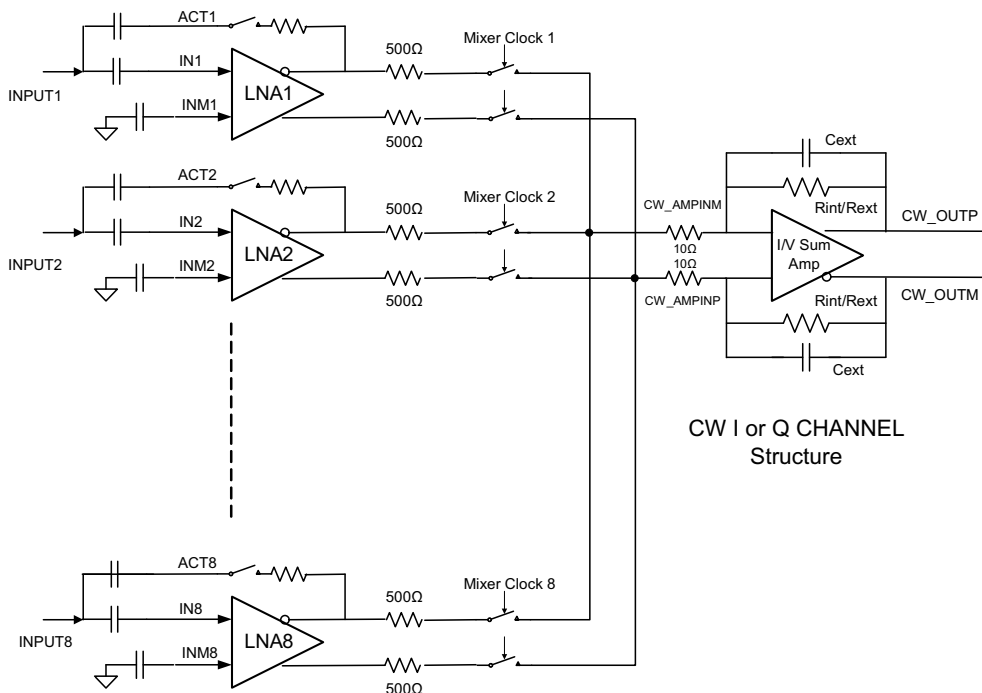 ACT1
500Ω
Mixer Clock 1
IN1
INPUT1
LNA1
INM1
500Ω
ACT2
500Ω
Mixer Clock 2
IN2
INPUT2
LNA2
INM2
500Ω
Cext
CW_AMPINM
Rint/Rext
CW_OUTP
10Ω
10Ω
I/V Sum
Amp
CW_AMPINP
Rint/Rext
CW_OUTM
Cext
CW I or Q CHANNEL
Structure
ACT8
500Ω
Mixer Clock 8
IN8
INPUT8
LNA8
INM8
500Ω